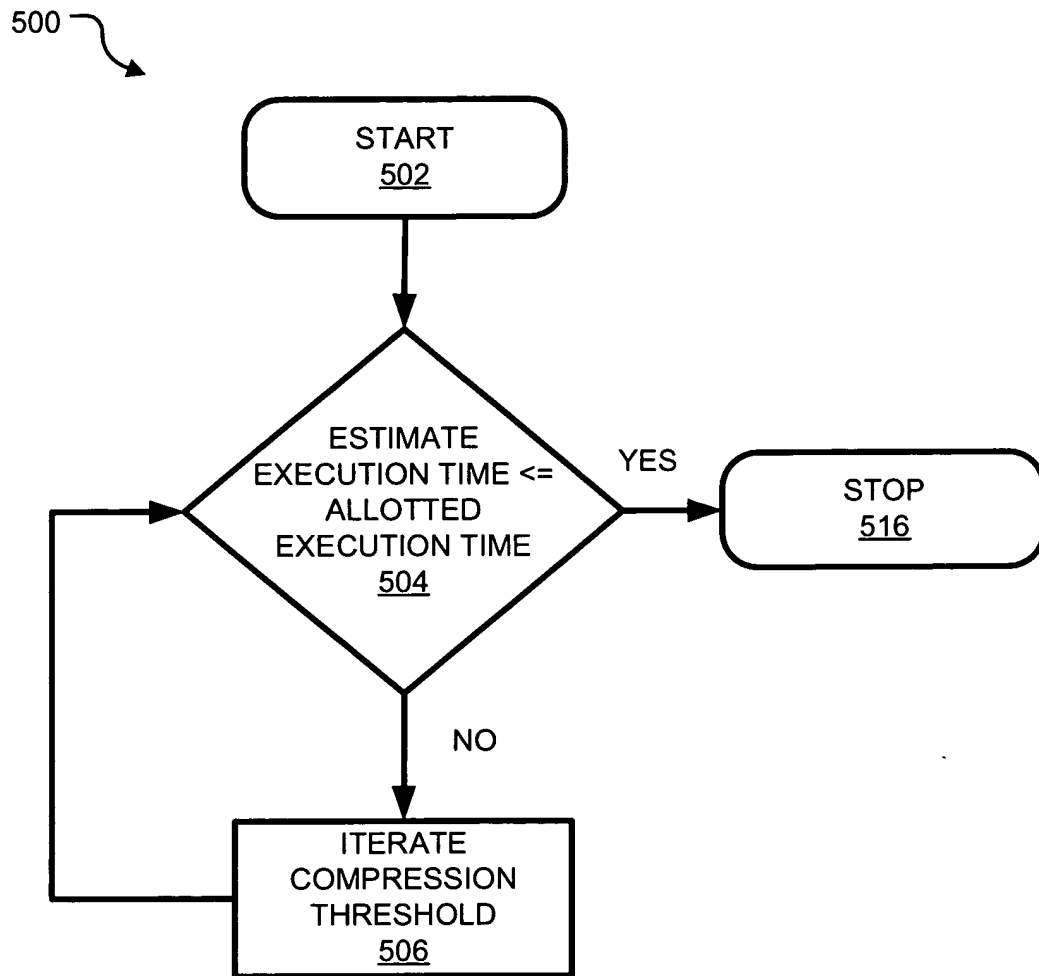 500
START
502
ESTIMATE
EXECUTION TIME <=
ALLOTTED
EXECUTION TIME
504
YES
STOP
516
NO
ITERATE
COMPRESSION
THRESHOLD
506